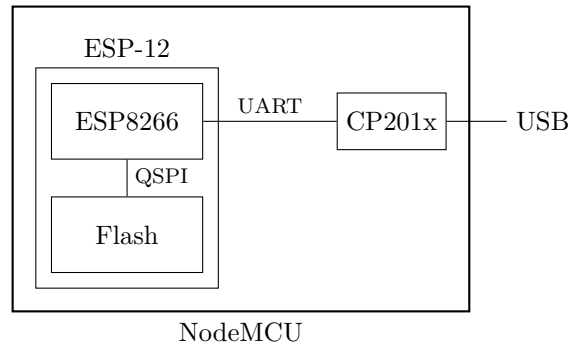 ESP-12
ESP8266
UART
CP201x
USB
QSPI
Flash
NodeMCU